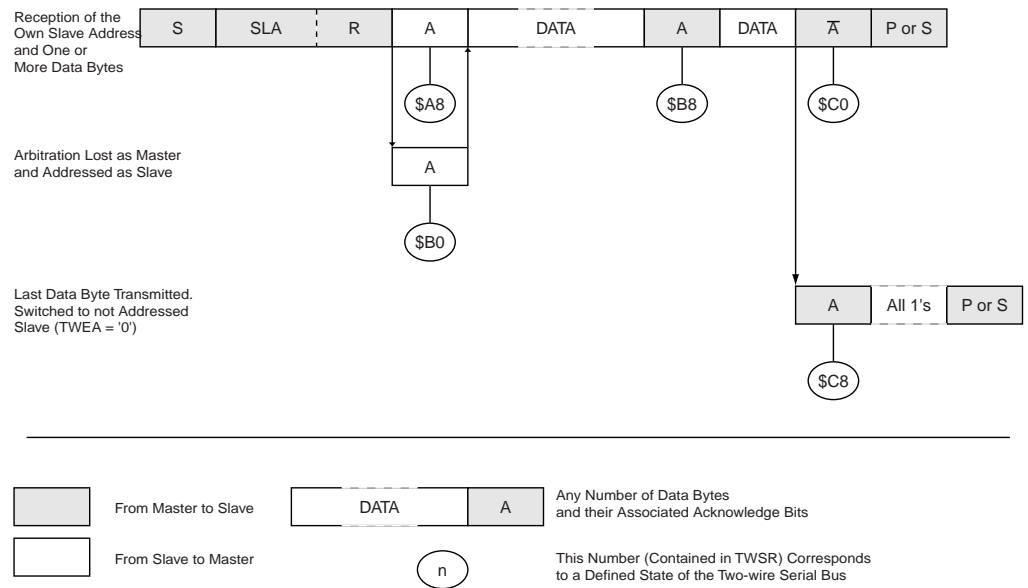 Reception of the
Own Slave Address
and One or
More Data Bytes
S SLA R A DATA A DATA A̅ P or S
$A8 $B8 $C0
Arbitration Lost as Master
and Addressed as Slave
A
$B0
Last Data Byte Transmitted.
Switched to not Addressed
Slave (TWEA = '0')
A All 1's P or S
$C8
From Master to Slave
DATA A
Any Number of Data Bytes
and their Associated Acknowledge Bits
From Slave to Master
n
This Number (Contained in TWSR) Corresponds
to a Defined State of the Two-wire Serial Bus